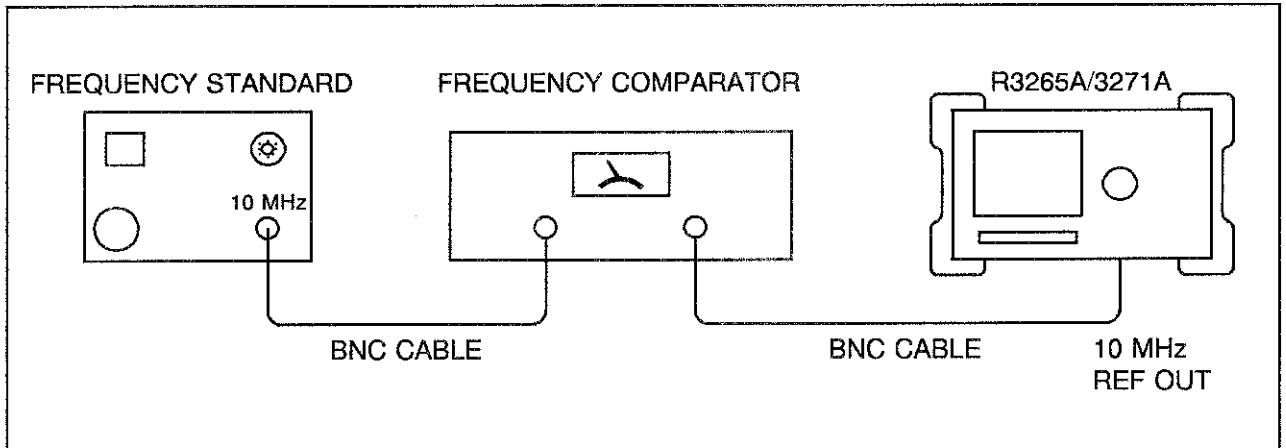 FREQUENCY STANDARD
FREQUENCY COMPARATOR
R3265A/3271A
10 MHz
BNC CABLE
BNC CABLE
10 MHz
REF OUT